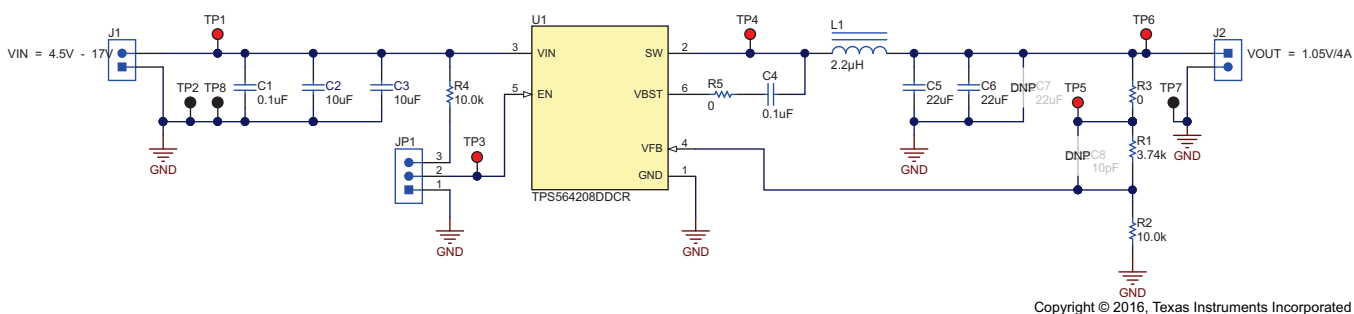 VIN = 4.5V - 17V
J1
TP1
TP2
TP8
C1
0.1uF
C2
10uF
C3
10uF
R4
10.0k
GND
JP1
3
2
1
TP3
GND
U1
3
VIN
5
EN
SW
2
VBST
6
VFB
4
GND
1
TPS564208DDCR
GND
TP4
R5
0
C4
0.1uF
L1
2.2µH
C5
22uF
C6
22uF
DNP
C7
22uF
GND
TP5
DNP
C8
10pF
TP6
R3
0
R1
3.74k
R2
10.0k
GND
TP7
J2
VOUT = 1.05V/4A
GND
Copyright © 2016, Texas Instruments Incorporated